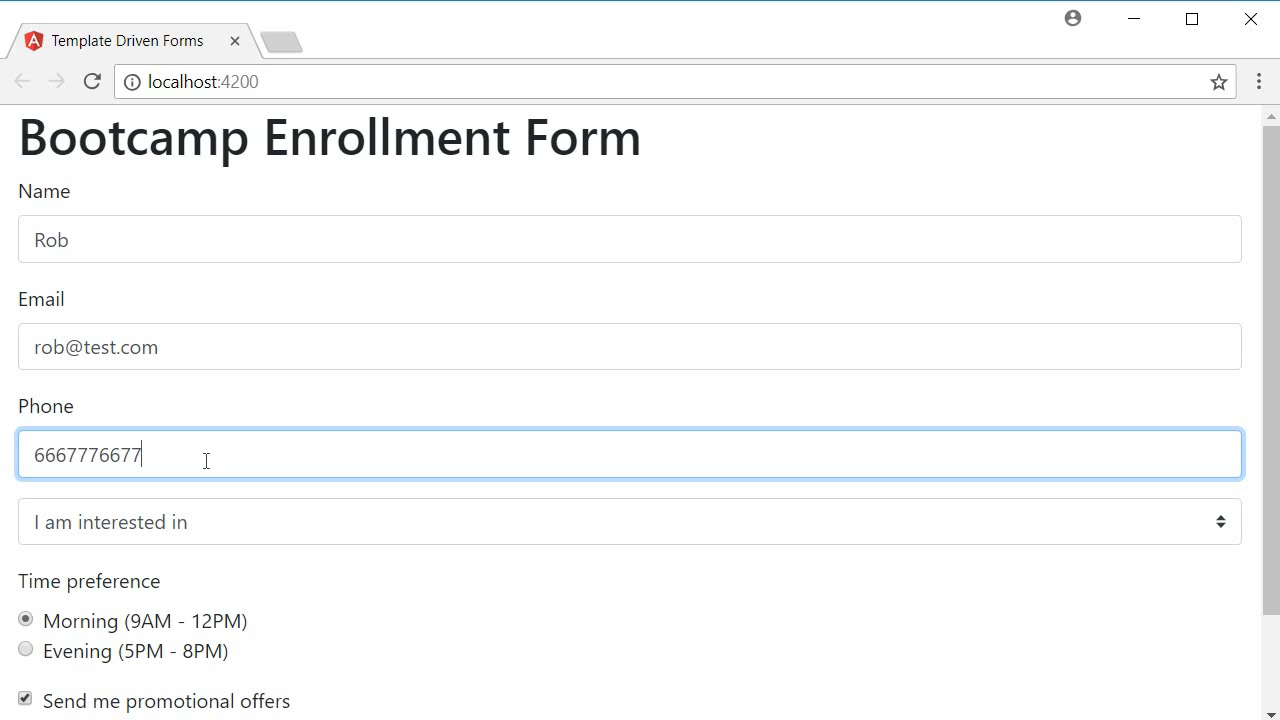 Template Driven Forms
localhost:4200
Bootcamp Enrollment Form
Name
Rob
Email
rob@test.com
Phone
6667776677
I am interested in
Time preference
Morning (9AM - 12PM)
Evening (5PM - 8PM)
Send me promotional offers